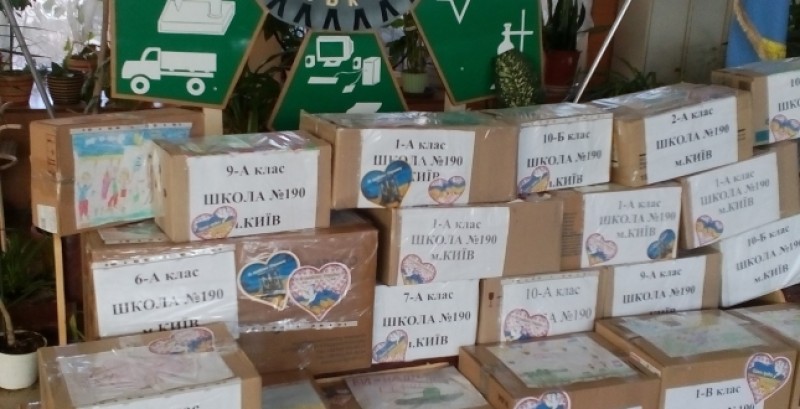 9-А клас
ШКОЛА №190
м.КИЇВ
1-А клас
ШКОЛА №190
м.КИЇВ
10-Б клас
ШКОЛА №190
м.КИЇВ
2-А клас
ШКОЛА №190
м.КИЇВ
10
6-А клас
ШКОЛА №190
м.КИЇВ
1-А клас
ШКОЛА №190
м.КИЇВ
1-А клас
ШКОЛА №190
м.КИЇВ
1-А клас
ШКОЛА №190
м.КИЇВ
7-А клас
ШКОЛА №190
м.КИЇВ
10-А клас
ШКОЛА №190
9-А клас
ШКОЛА №190
м.КИЇВ
10-Б клас
ШКОЛА №190
м.КИЇВ
1-В клас